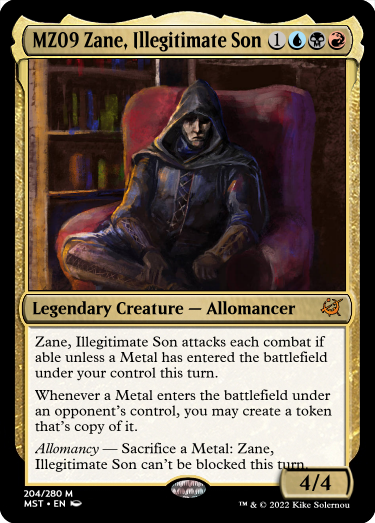 MZ09 Zane, Illegitimate Son 1
Legendary Creature — Allomancer
Zane, Illegitimate Son attacks each combat if
able unless a Metal has entered the battlefield
under your control this turn.
Whenever a Metal enters the battlefield under
an opponent's control, you may create a token
that's copy of it.
Allomancy — Sacrifice a Metal: Zane,
Illegitimate Son can't be blocked this turn.
4/4
204/280 M
MST • EN
™ & © 2022 Kike Solernou